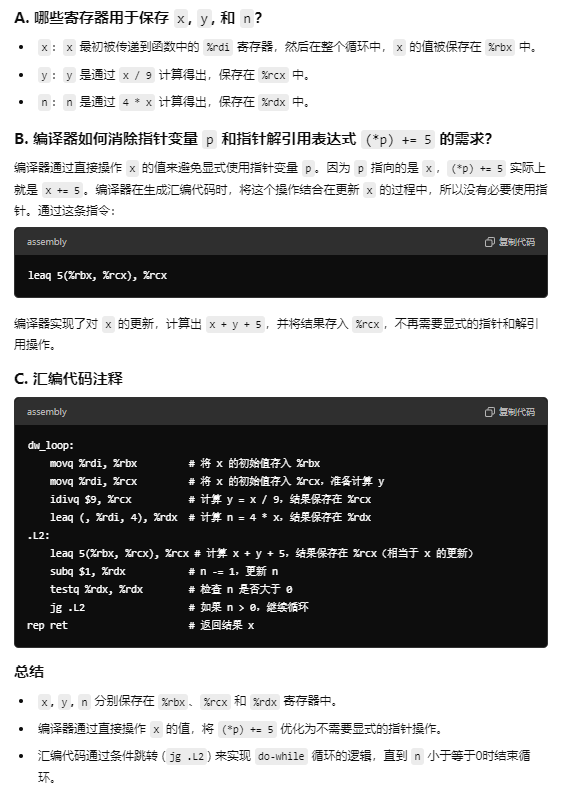 A. 哪些寄存器用于保存 x, y, 和 n?
• x: x 最初被传递到函数中的 %rdi 寄存器，然后在整个循环中，x 的值被保存在 %rbx 中。
• y: y 是通过 x / 9 计算得出，保存在 %rcx 中。
• n: n 是通过 4 * x 计算得出，保存在 %rdx 中。
B. 编译器如何消除指针变量 p 和指针解引用表达式 (*p) += 5 的需求?
编译器通过直接操作 x 的值来避免显式使用指针变量 p。因为 p 指向的是 x，(*p) += 5 实际上
就是 x += 5。编译器在生成汇编代码时，将这个操作结合在更新 x 的过程中，所以没有必要使用指
针。通过这条指令：
assembly 复制代码
leaq 5(%rbx, %rcx), %rcx
编译器实现了对 x 的更新，计算出 x + y + 5，并将结果存入 %rcx，不再需要显式的指针和解引
用操作。
C. 汇编代码注释
assembly 复制代码
dw_loop:
movq %rdi, %rbx # 将 x 的初始值存入 %rbx
movq %rdi, %rcx # 将 x 的初始值存入 %rcx，准备计算 y
idivq $9, %rcx # 计算 y = x / 9，结果保存在 %rcx
leaq (, %rdi, 4), %rdx # 计算 n = 4 * x，结果保存在 %rdx
.L2:
leaq 5(%rbx, %rcx), %rcx # 计算 x + y + 5，结果保存在 %rcx（相当于 x 的更新）
subq $1, %rdx # n -= 1，更新 n
testq %rdx, %rdx # 检查 n 是否大于 0
jg .L2 # 如果 n > 0，继续循环
rep ret # 返回结果 x
总结
• x, y, n 分别保存在 %rbx、%rcx 和 %rdx 寄存器中。
• 编译器通过直接操作 x 的值，将 (*p) += 5 优化为不需要显式的指针操作。
• 汇编代码通过条件跳转 (jg .L2) 来实现 do-while 循环的逻辑，直到 n 小于等于0时结束循
环。